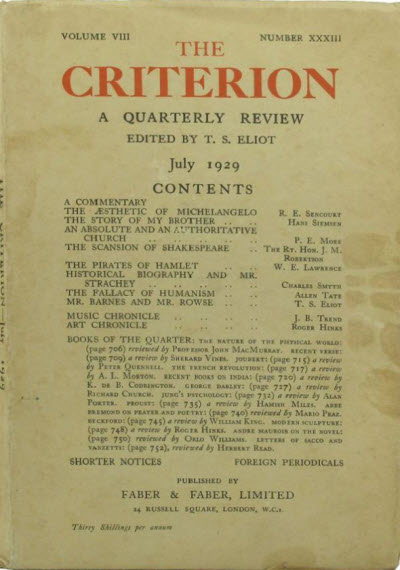 VOLUME VIII NUMBER XXXIII
THE
CRITERION
A QUARTERLY REVIEW
EDITED BY T. S. ELIOT
July 1929
CONTENTS
A COMMENTARY
THE ÆSTHETIC OF MICHELANGELO R. E. SENCOURT
THE STORY OF MY BROTHER .. .. HANS SIEMSEN
AN ABSOLUTE AND AN AUTHORITATIVE
CHURCH .. .. .. .. .. P. E. MORE
THE SCANSION OF SHAKESPEARE .. THE RT. HON. J. M.
ROBERTSON
THE PIRATES OF HAMLET .. .. W. E. LAWRENCE
HISTORICAL BIOGRAPHY AND MR.
STRACHEY .. .. .. .. .. CHARLES SMYTH
THE FALLACY OF HUMANISM .. .. ALLEN TATE
MR. BARNES AND MR. ROWSE .. .. T. S. ELIOT
MUSIC CHRONICLE .. .. .. .. J. B. TREND
ART CHRONICLE .. .. .. .. ROGER HINKS
BOOKS OF THE QUARTER: THE NATURE OF THE PHYSICAL WORLD:
(page 706) reviewed by PROFESSOR JOHN MACMURRAY. RECENT VERSE:
(page 709) a review by SHERARD VINES. JOUBERT: (page 715) a review
by PETER QUENNELL. THE FRENCH REVOLUTION: (page 717) a review
by A. L. MORTON. RECENT BOOKS ON INDIA: (page 720) a review by
K. DE B. CODRINGTON. GEORGE DARLEY: (page 727) a review by
RICHARD CHURCH. JUNG'S PSYCHOLOGY: (page 732) a review by ALAN
PORTER. PROUST: (page 735) a review by HAMISH MILES. ABBE
BREMOND ON PRAYER AND POETRY: (page 740) reviewed by MARIO PRAZ.
BECKFORD: (page 745) a review by WILLIAM KING. MODERN SCULPTURE:
(page 748) a review by ROGER HINKS. ANDRE MAUROIS ON THE NOVEL:
(page 750) reviewed by ORLO WILLIAMS. LETTERS OF SACCO AND
VANZETTI: (page 752), reviewed by HERBERT READ.
SHORTER NOTICES FOREIGN PERIODICALS
PUBLISHED BY
FABER & FABER, LIMITED
24 RUSSELL SQUARE, LONDON, W.C.1.
Thirty Shillings per annum